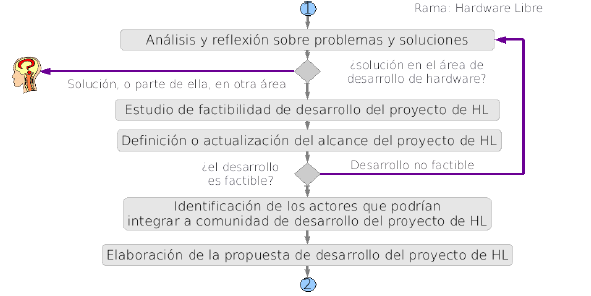 1
Rama: Hardware Libre
Análisis y reflexión sobre problemas y soluciones
¿solución en el área de
desarrollo de hardware?
Solución, o parte de ella, en otra área
Estudio de factibilidad de desarrollo del proyecto de HL
Definición o actualización del alcance del proyecto de HL
¿el desarrollo
es factible?
Desarrollo no factible
Identificación de los actores que podrían
integrar a comunidad de desarrollo del proyecto de HL
Elaboración de la propuesta de desarrollo del proyecto de HL
2